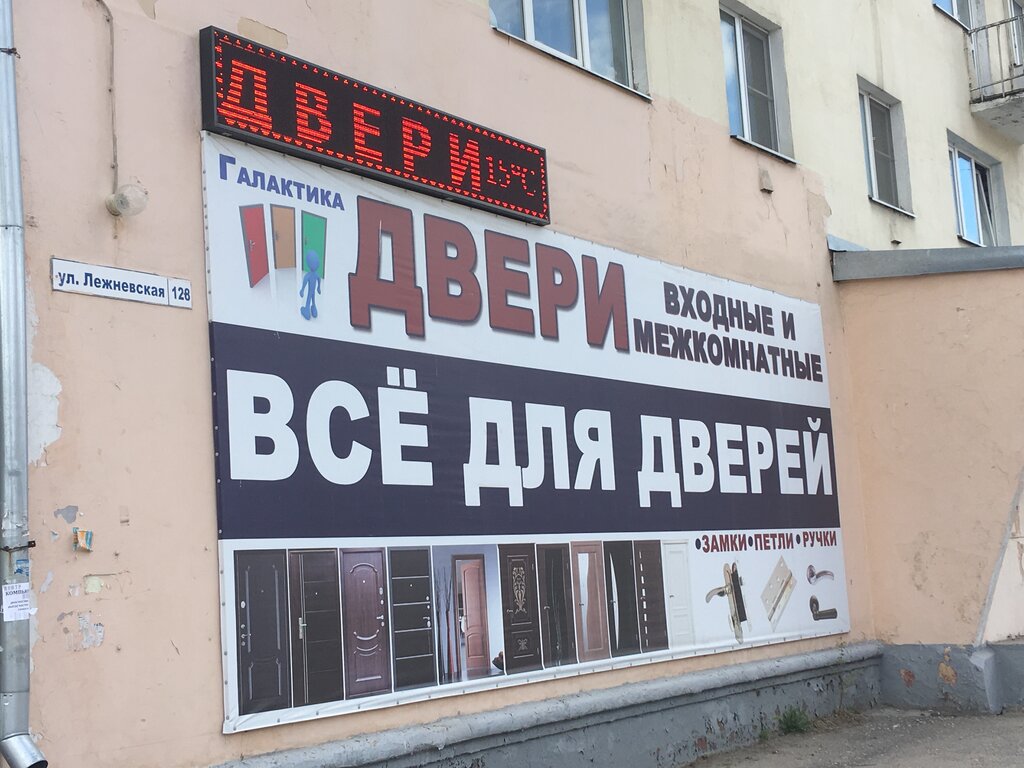 ДВЕРИ 15°C
ГАЛАКТИКА
ДВЕРИ
ВХОДНЫЕ И
МЕЖКОМНАТНЫЕ
ул. Лежневская 128
ВСЁ ДЛЯ ДВЕРЕЙ
•ЗАМКИ•ПЕТЛИ•РУЧКИ